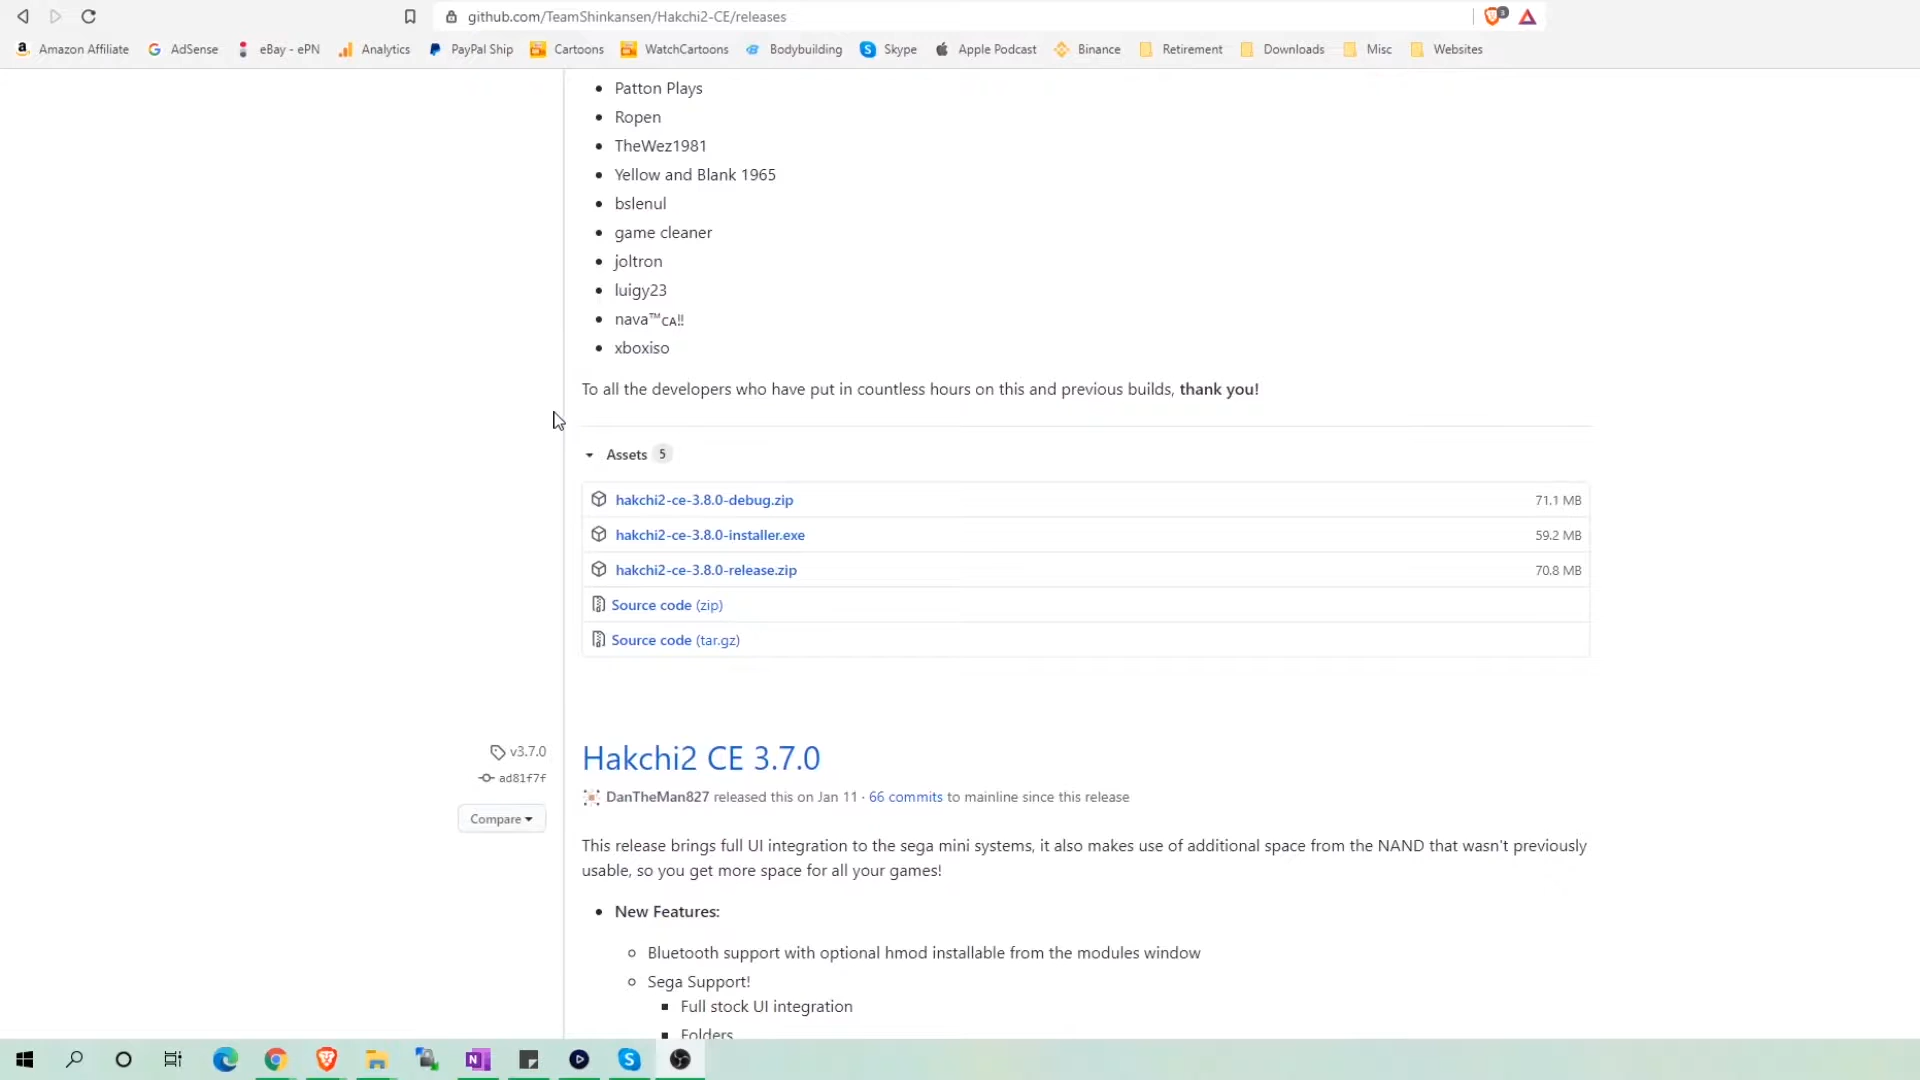 github.com/TeamShinkansen/Hakchi2-CE/releases
3
Amazon Affiliate
AdSense
eBay - ePN
Analytics
PayPal Ship
Cartoons
WatchCartoons
Bodybuilding
Skype
Apple Podcast
Binance
Retirement
Downloads
Misc
Websites
Patton Plays
Ropen
TheWez1981
Yellow and Blank 1965
bslenul
game cleaner
joltron
luigy23
nava™ᴄᴀ‼
xboxiso
To all the developers who have put in countless hours on this and previous builds, thank you!
Assets 5
hakchi2-ce-3.8.0-debug.zip 71.1 MB
hakchi2-ce-3.8.0-installer.exe 59.2 MB
hakchi2-ce-3.8.0-release.zip 70.8 MB
Source code (zip)
Source code (tar.gz)
v3.7.0
ad81f7f
Compare
Hakchi2 CE 3.7.0
DanTheMan827 released this on Jan 11 · 66 commits to mainline since this release
This release brings full UI integration to the sega mini systems, it also makes use of additional space from the NAND that wasn't previously
usable, so you get more space for all your games!
New Features:
Bluetooth support with optional hmod installable from the modules window
Sega Support!
Full stock UI integration
Folders